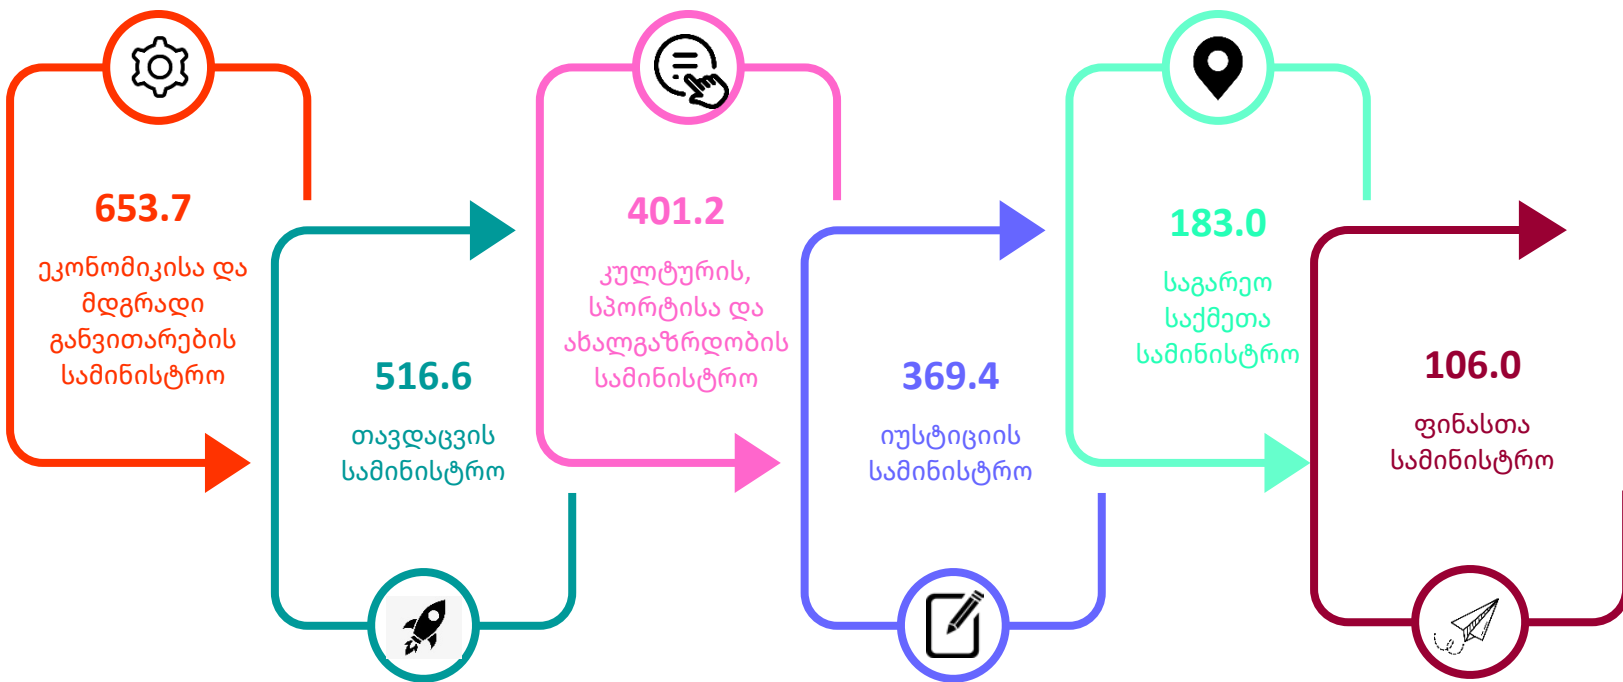 653.7
ეკონომიკისა და
მდგრადი
განვითარების
სამინისტრო
516.6
თავდაცვის
სამინისტრო
401.2
კულტურის,
სპორტისა და
ახალგაზრდობის
სამინისტრო
369.4
იუსტიციის
სამინისტრო
183.0
საგარეო
საქმეთა
სამინისტრო
106.0
ფინასთა
სამინისტრო